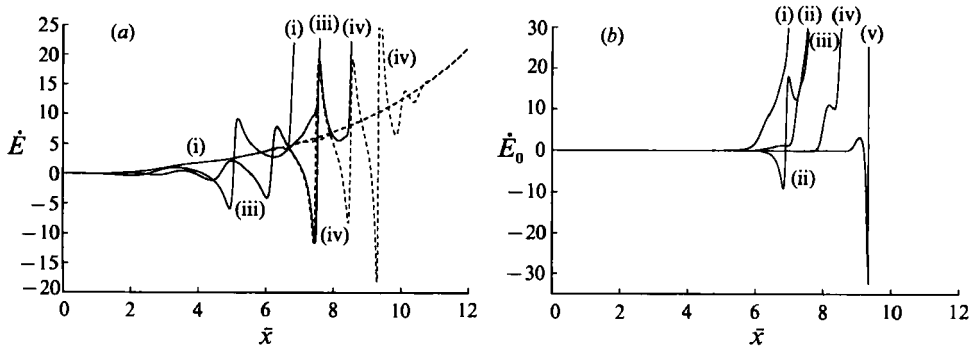 25
20
15
10
5
0
−5
−10
−15
−20
Ė
(a)
(i)
(iii)
(iv)
(iv)
(i)
(iii)
(iv)
0 2 4 6 8 10 12
x̄
30
20
10
0
−10
−20
−30
Ė₀
(b)
(i) (ii) (iv)
(iii) (v)
(ii)
0 2 4 6 8 10 12
x̄